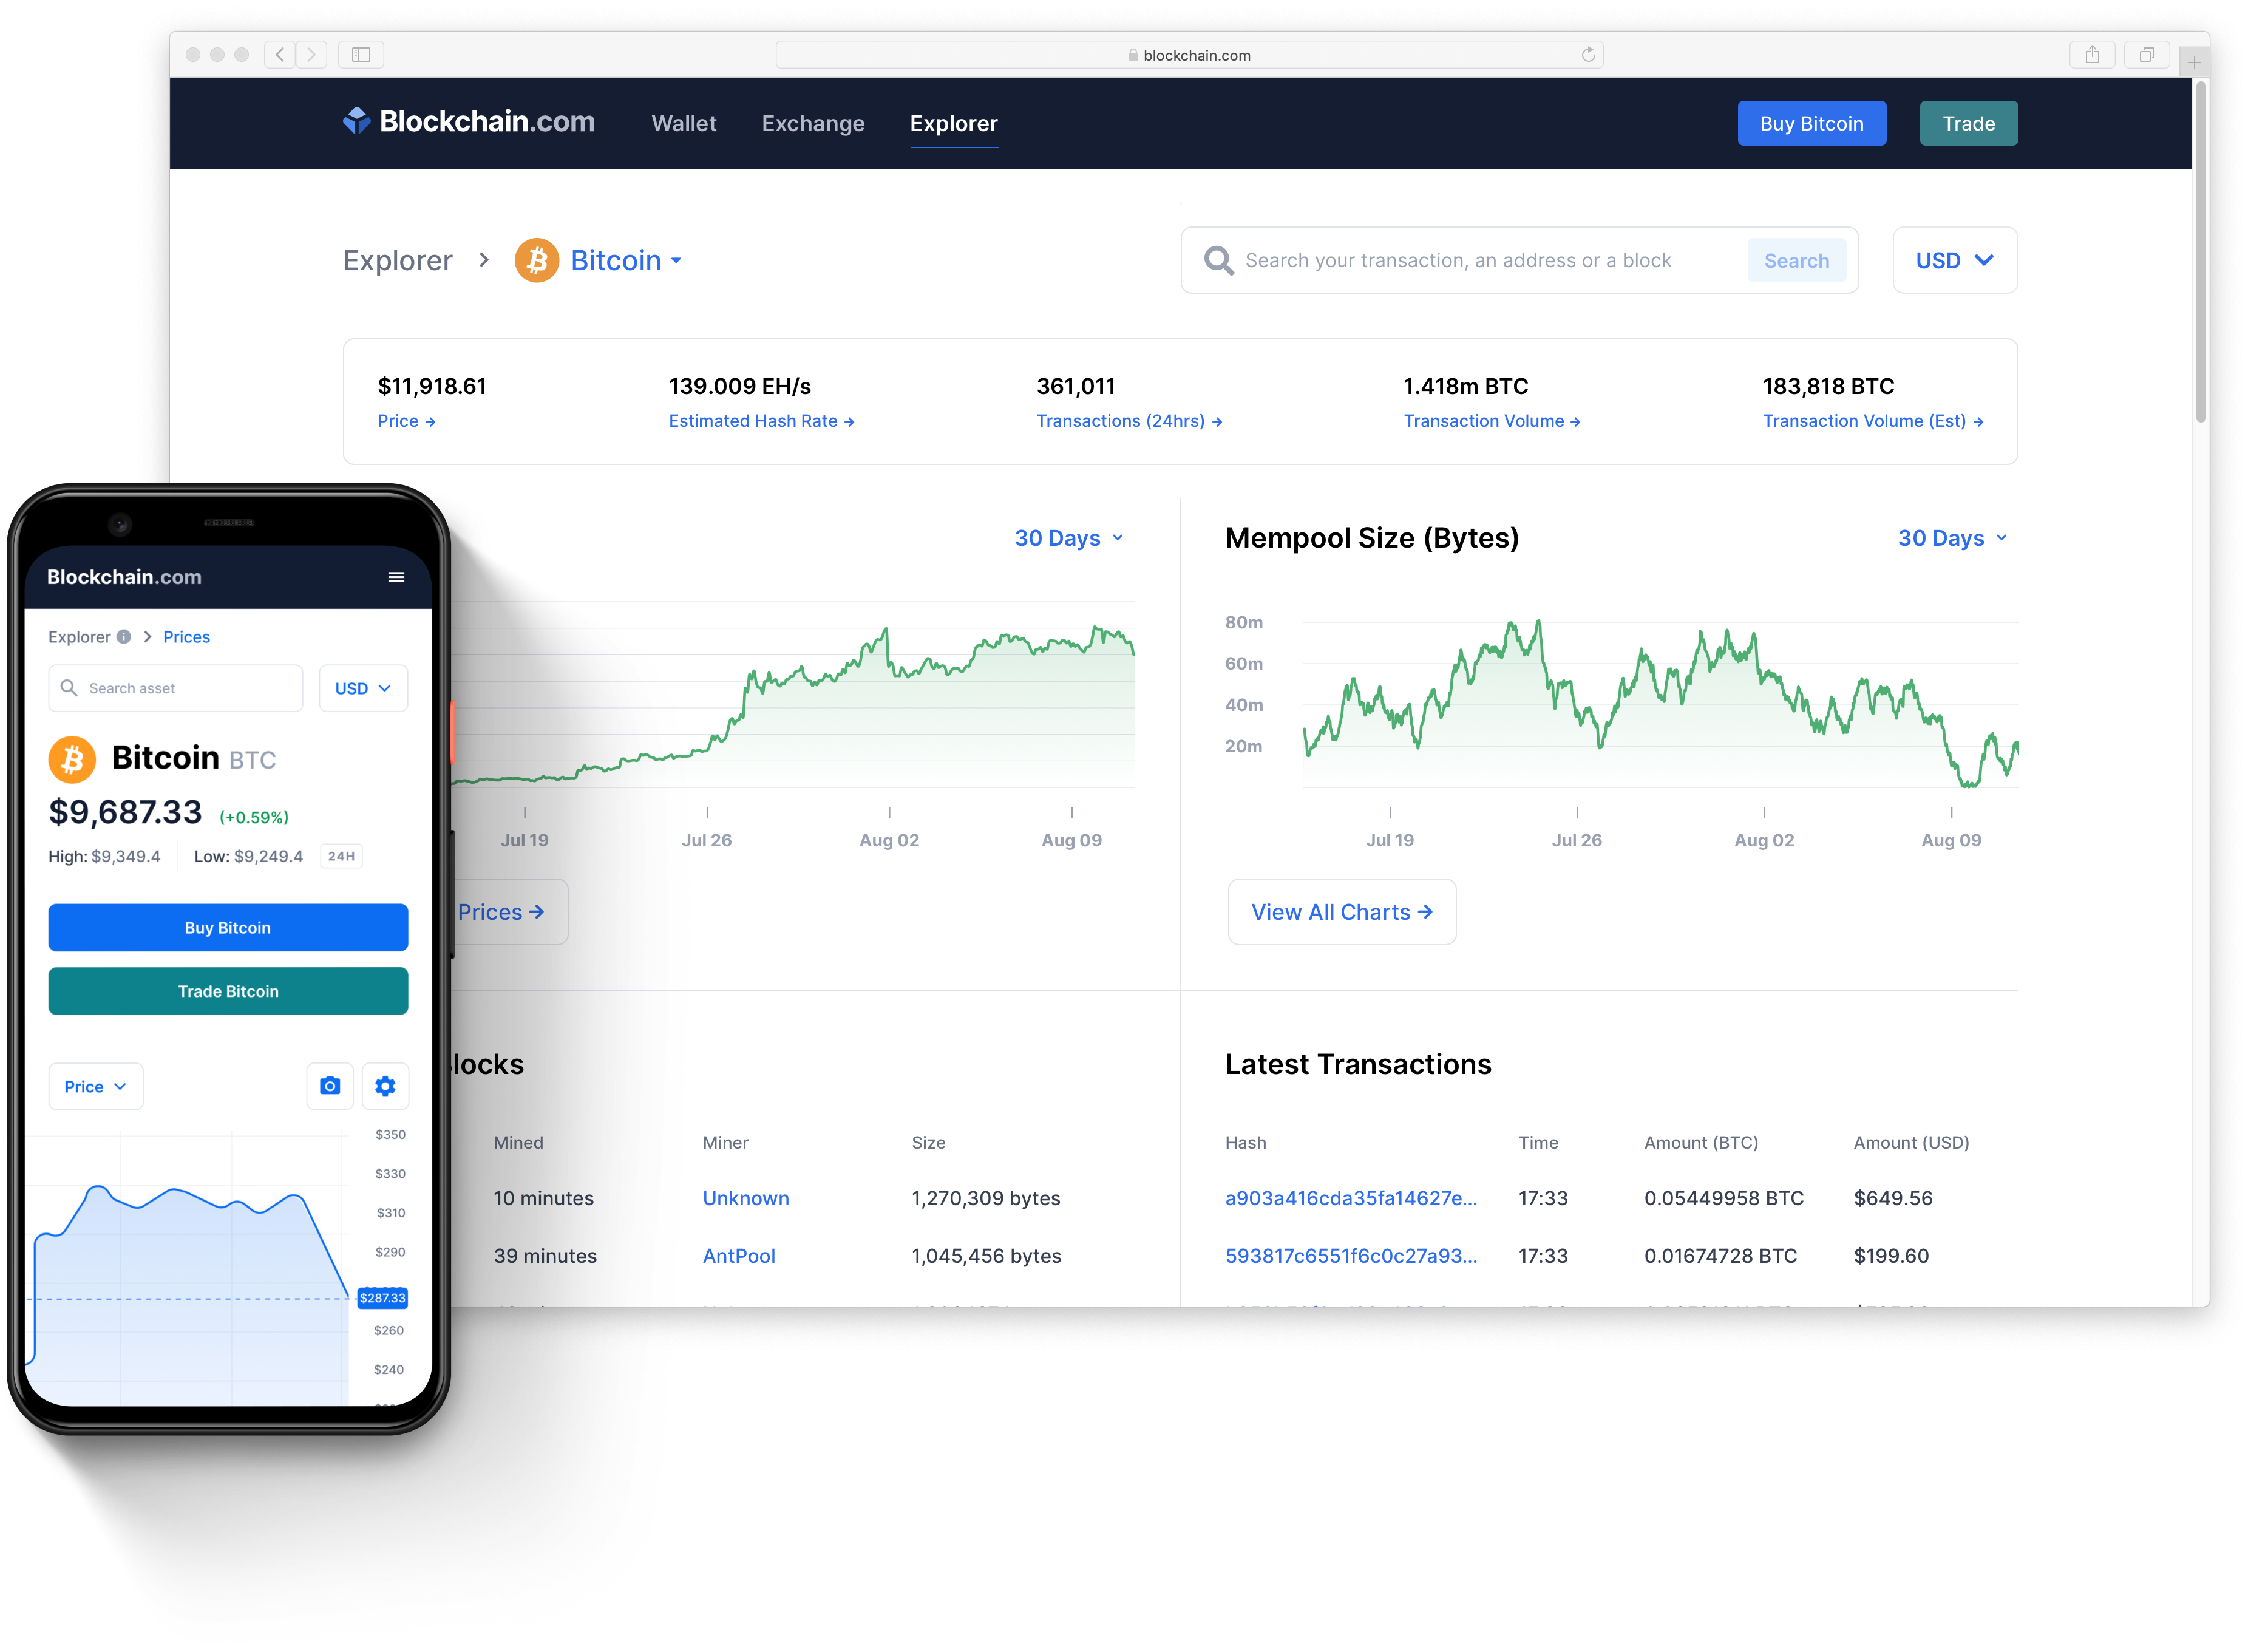 blockchain.com
Blockchain.com
Wallet
Exchange
Explorer
Buy Bitcoin
Trade
Explorer
Bitcoin
Search your transaction, an address or a block
Search
USD
$11,918.61
Price →
139.009 EH/s
Estimated Hash Rate →
361,011
Transactions (24hrs) →
1.418m BTC
Transaction Volume →
183,818 BTC
Transaction Volume (Est) →
30 Days
Jul 19
Jul 26
Aug 02
Aug 09
Prices →
Mempool Size (Bytes)
30 Days
80m
60m
40m
20m
Jul 19
Jul 26
Aug 02
Aug 09
View All Charts →
Mined
Miner
Size
10 minutes
Unknown
1,270,309 bytes
39 minutes
AntPool
1,045,456 bytes
Latest Transactions
Hash
Time
Amount (BTC)
Amount (USD)
a903a416cda35fa14627e...
17:33
0.05449958 BTC
$649.56
593817c6551f6c0c27a93...
17:33
0.01674728 BTC
$199.60
Blockchain.com
Explorer
Prices
Search asset
USD
Bitcoin BTC
$9,687.33 (+0.59%)
High: $9,349.4
Low: $9,249.4
24H
Buy Bitcoin
Trade Bitcoin
Price
$350
$330
$310
$290
$287.33
$260
$240